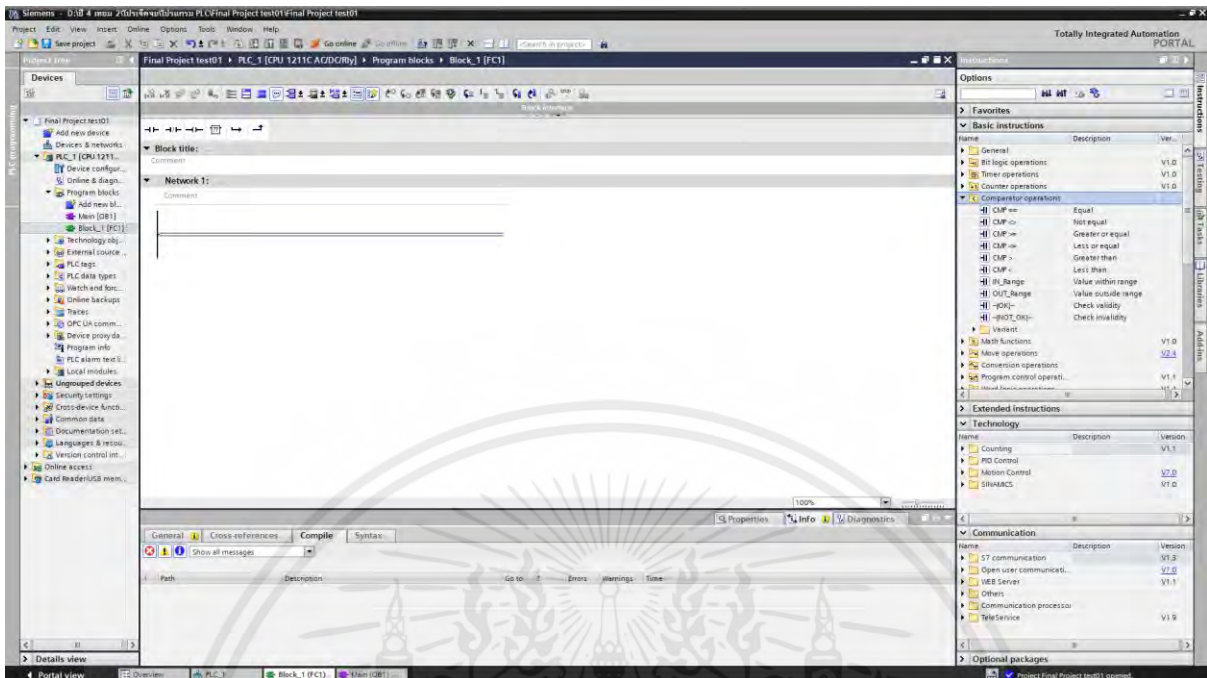 Siemens - D:\ปี 4 เทอม 2\โปรเจ็คจบ\โปรแกรม PLC\Final Project test01\Final Project test01
Project Edit View Insert Online Options Tools Window Help
Totally Integrated Automation
PORTAL
Save project
Go online
Go offline
<Search in project>
Project tree
Final Project test01 ▸ PLC_1 [CPU 1211C AC/DC/Rly] ▸ Program blocks ▸ Block_1 [FC1]
Instructions
Devices
PLC programming
Final Project test01
Add new device
Devices & networks
PLC_1 [CPU 1211...
Device configur...
Online & diagn...
Program blocks
Add new bl...
Main [OB1]
Block_1 [FC1]
Technology obj...
External source ...
PLC tags
PLC data types
Watch and forc...
Online backups
Traces
OPC UA comm...
Device proxy da...
Program info
PLC alarm text li...
Local modules
Ungrouped devices
Security settings
Cross-device functi...
Common data
Documentation set...
Languages & resou...
Version control int...
Online access
Card Reader/USB mem...
Details view
Block interface
Block title: ...
Comment
Network 1: ...
Comment
100%
Properties
Info
Diagnostics
General
Cross-references
Compile
Syntax
Show all messages
! Path Description Go to ? Errors Warnings Time
Options
Favorites
Basic instructions
Name Description Ver...
General
Bit logic operations V1.0
Timer operations V1.0
Counter operations V1.0
Comparator operations
CMP == Equal
CMP <> Not equal
CMP >= Greater or equal
CMP <= Less or equal
CMP > Greater than
CMP < Less than
IN_Range Value within range
OUT_Range Value outside range
-|OK|- Check validity
-|NOT_OK|- Check invalidity
Variant
Math functions V1.0
Move operations V2.4
Conversion operations
Program control operati... V1.1
Extended instructions
Technology
Name Description Version
Counting V1.1
PID Control
Motion Control V7.0
SINAMICS V1.0
Communication
Name Description Version
S7 communication V1.3
Open user communicati... V7.0
WEB Server V1.1
Others
Communication processor
TeleService V1.9
Optional packages
Instructions
Testing
Tasks
Libraries
Add-ins
Portal view
Overview
PLC_1
Block_1 (FC1)
Main (OB1)
Project Final Project test01 opened.